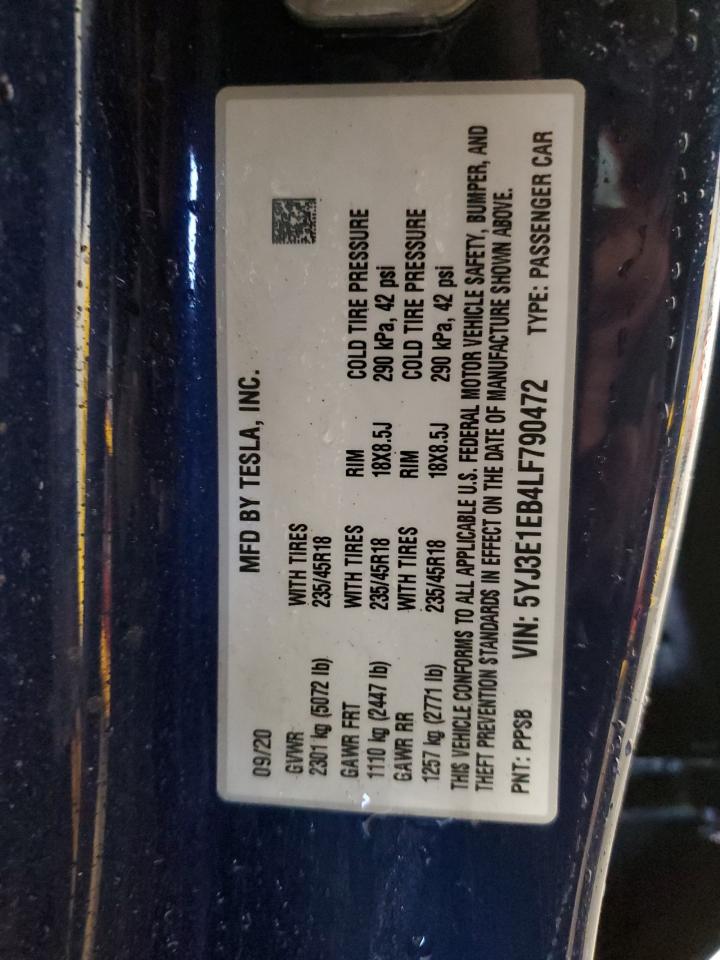 MFD BY TESLA, INC.
09/20
GVWR WITH TIRES
2301 kg (5072 lb) 235/45R18
GAWR FRT WITH TIRES RIM COLD TIRE PRESSURE
1110 kg (2447 lb) 235/45R18 18X8.5J 290 kPa, 42 psi
GAWR RR WITH TIRES RIM COLD TIRE PRESSURE
1257 kg (2771 lb) 235/45R18 18X8.5J 290 kPa, 42 psi
THIS VEHICLE CONFORMS TO ALL APPLICABLE U.S. FEDERAL MOTOR VEHICLE SAFETY, BUMPER, AND
THEFT PREVENTION STANDARDS IN EFFECT ON THE DATE OF MANUFACTURE SHOWN ABOVE.
PNT: PPSB VIN: 5YJ3E1EB4LF790472 TYPE: PASSENGER CAR